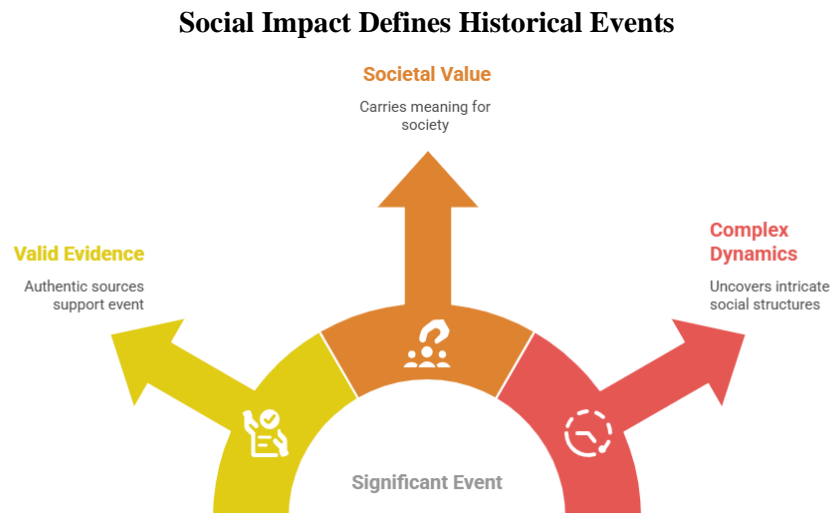 Social Impact Defines Historical Events
Societal Value
Carries meaning for
society
Valid Evidence
Authentic sources
support event
Complex
Dynamics
Uncovers intricate
social structures
Significant Event